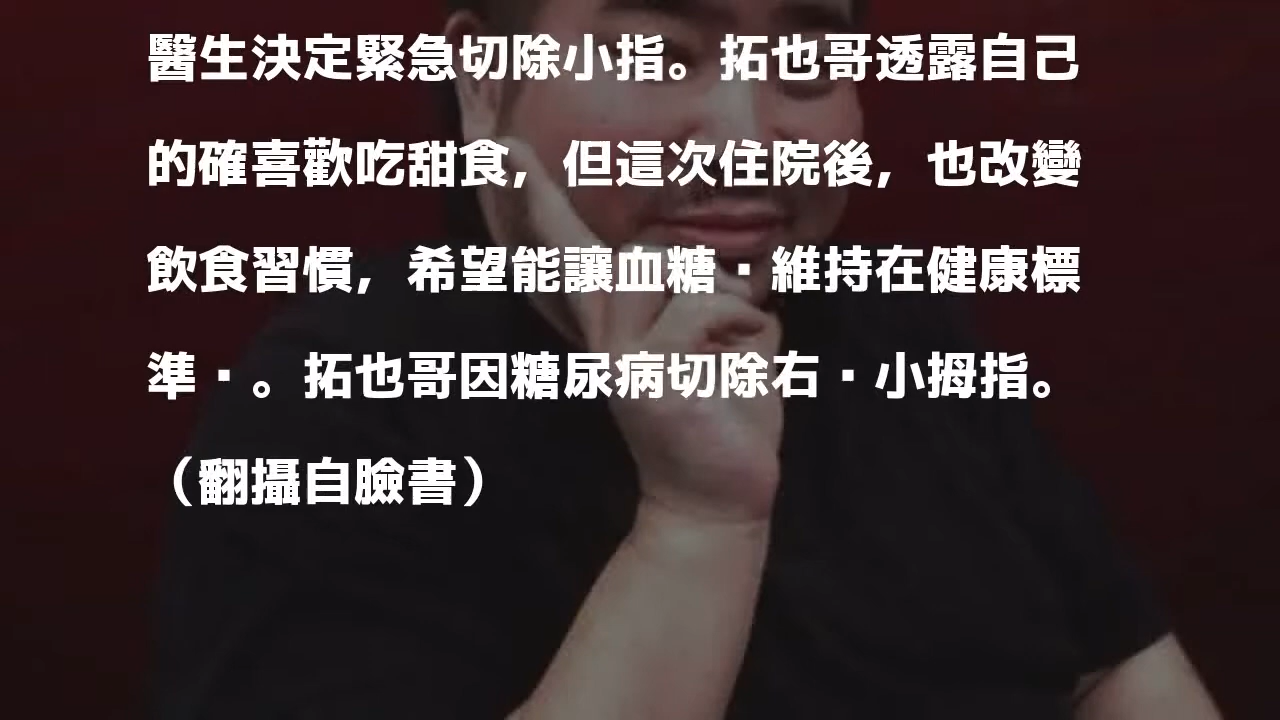 醫生決定緊急切除小指。拓也哥透露自己
的確喜歡吃甜食，但這次住院後，也改變
飲食習慣，希望能讓血糖▪維持在健康標
準▪。拓也哥因糖尿病切除右▪小拇指。
（翻攝自臉書）